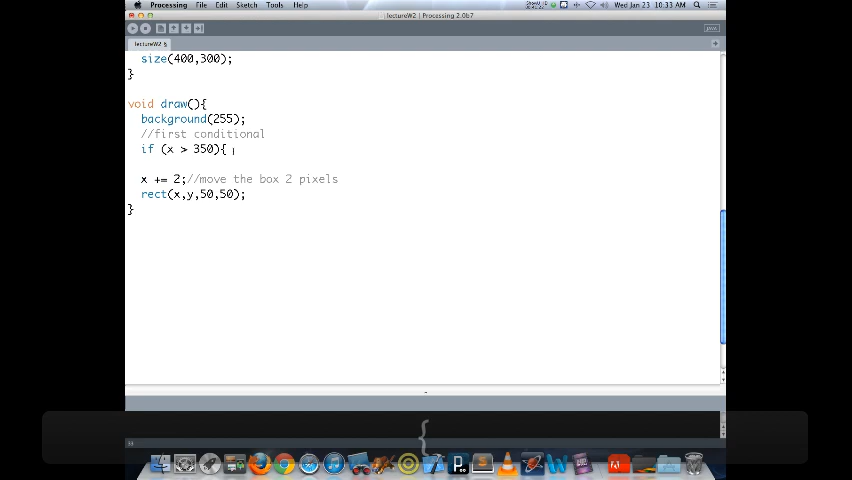 Processing File Edit Sketch Tools Help Wed Jan 23 10:33 AM
lectureW2 | Processing 2.0b7
java
lectureW2 §
size(400,300);
}
void draw(){
background(255);
//first conditional
if (x > 350){
x += 2;//move the box 2 pixels
rect(x,y,50,50);
}
{